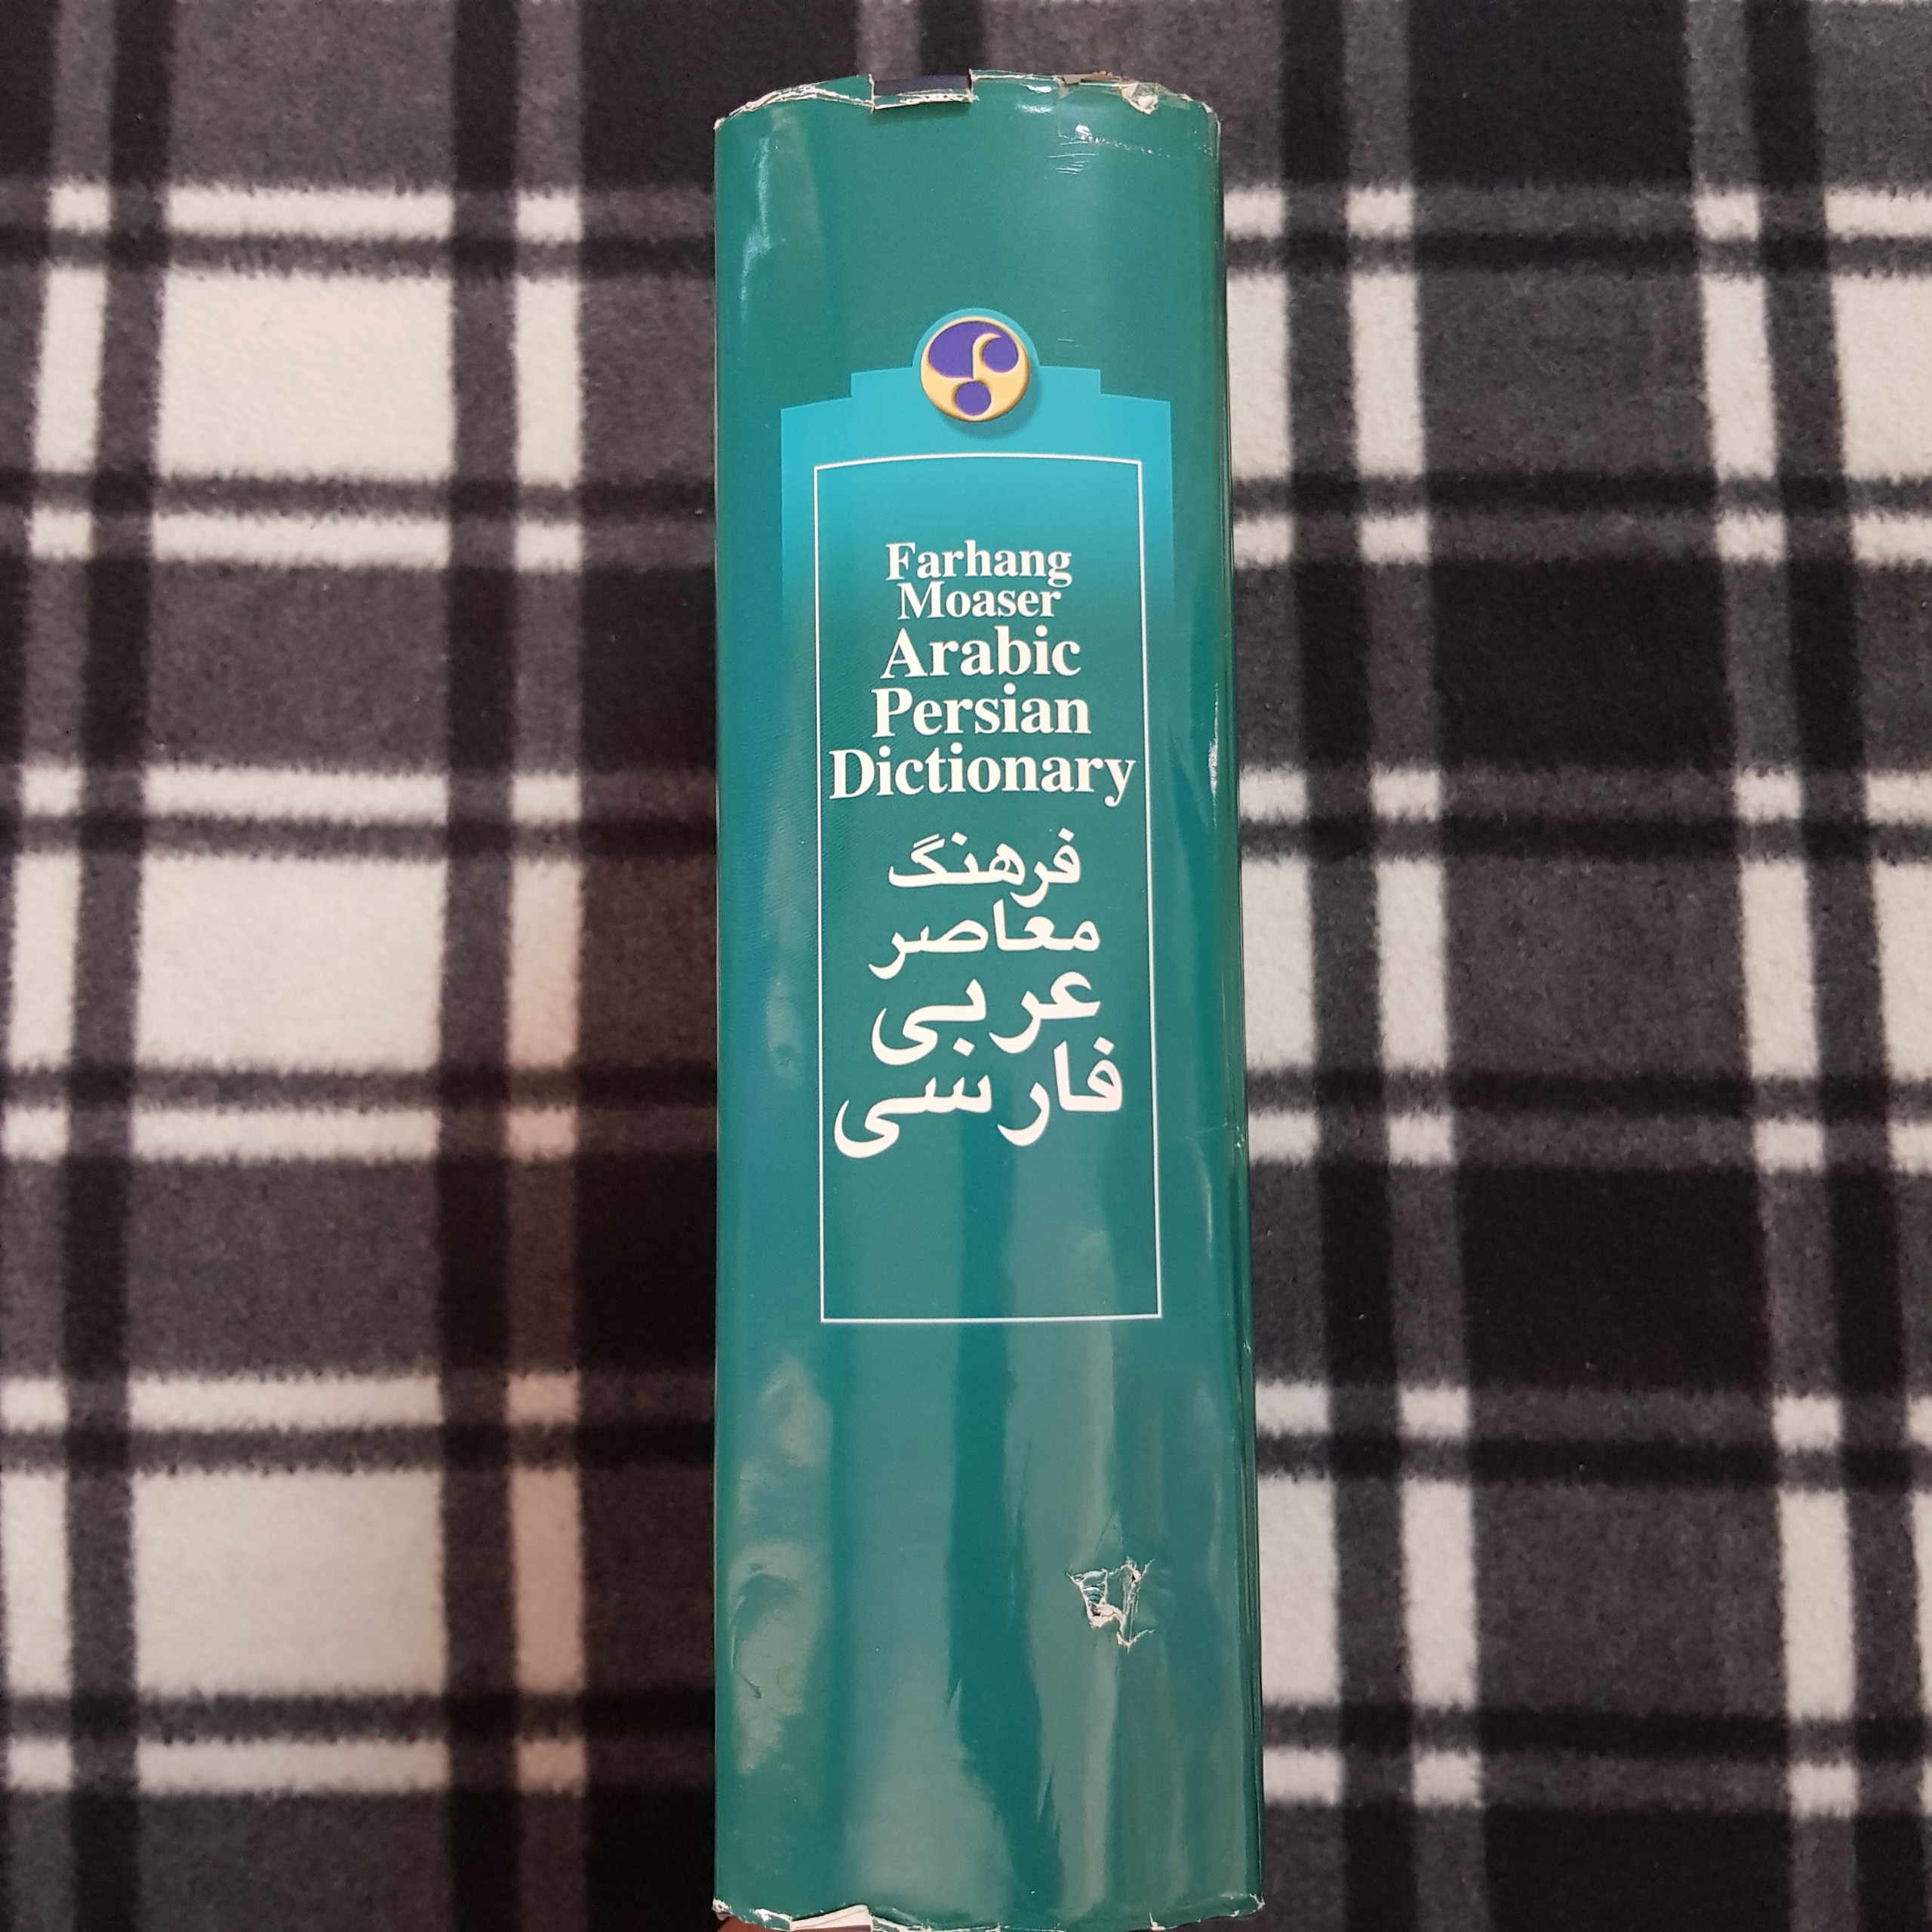 Farhang
Moaser
Arabic
Persian
Dictionary
فرهنگ
معاصر
عربی
فارسی